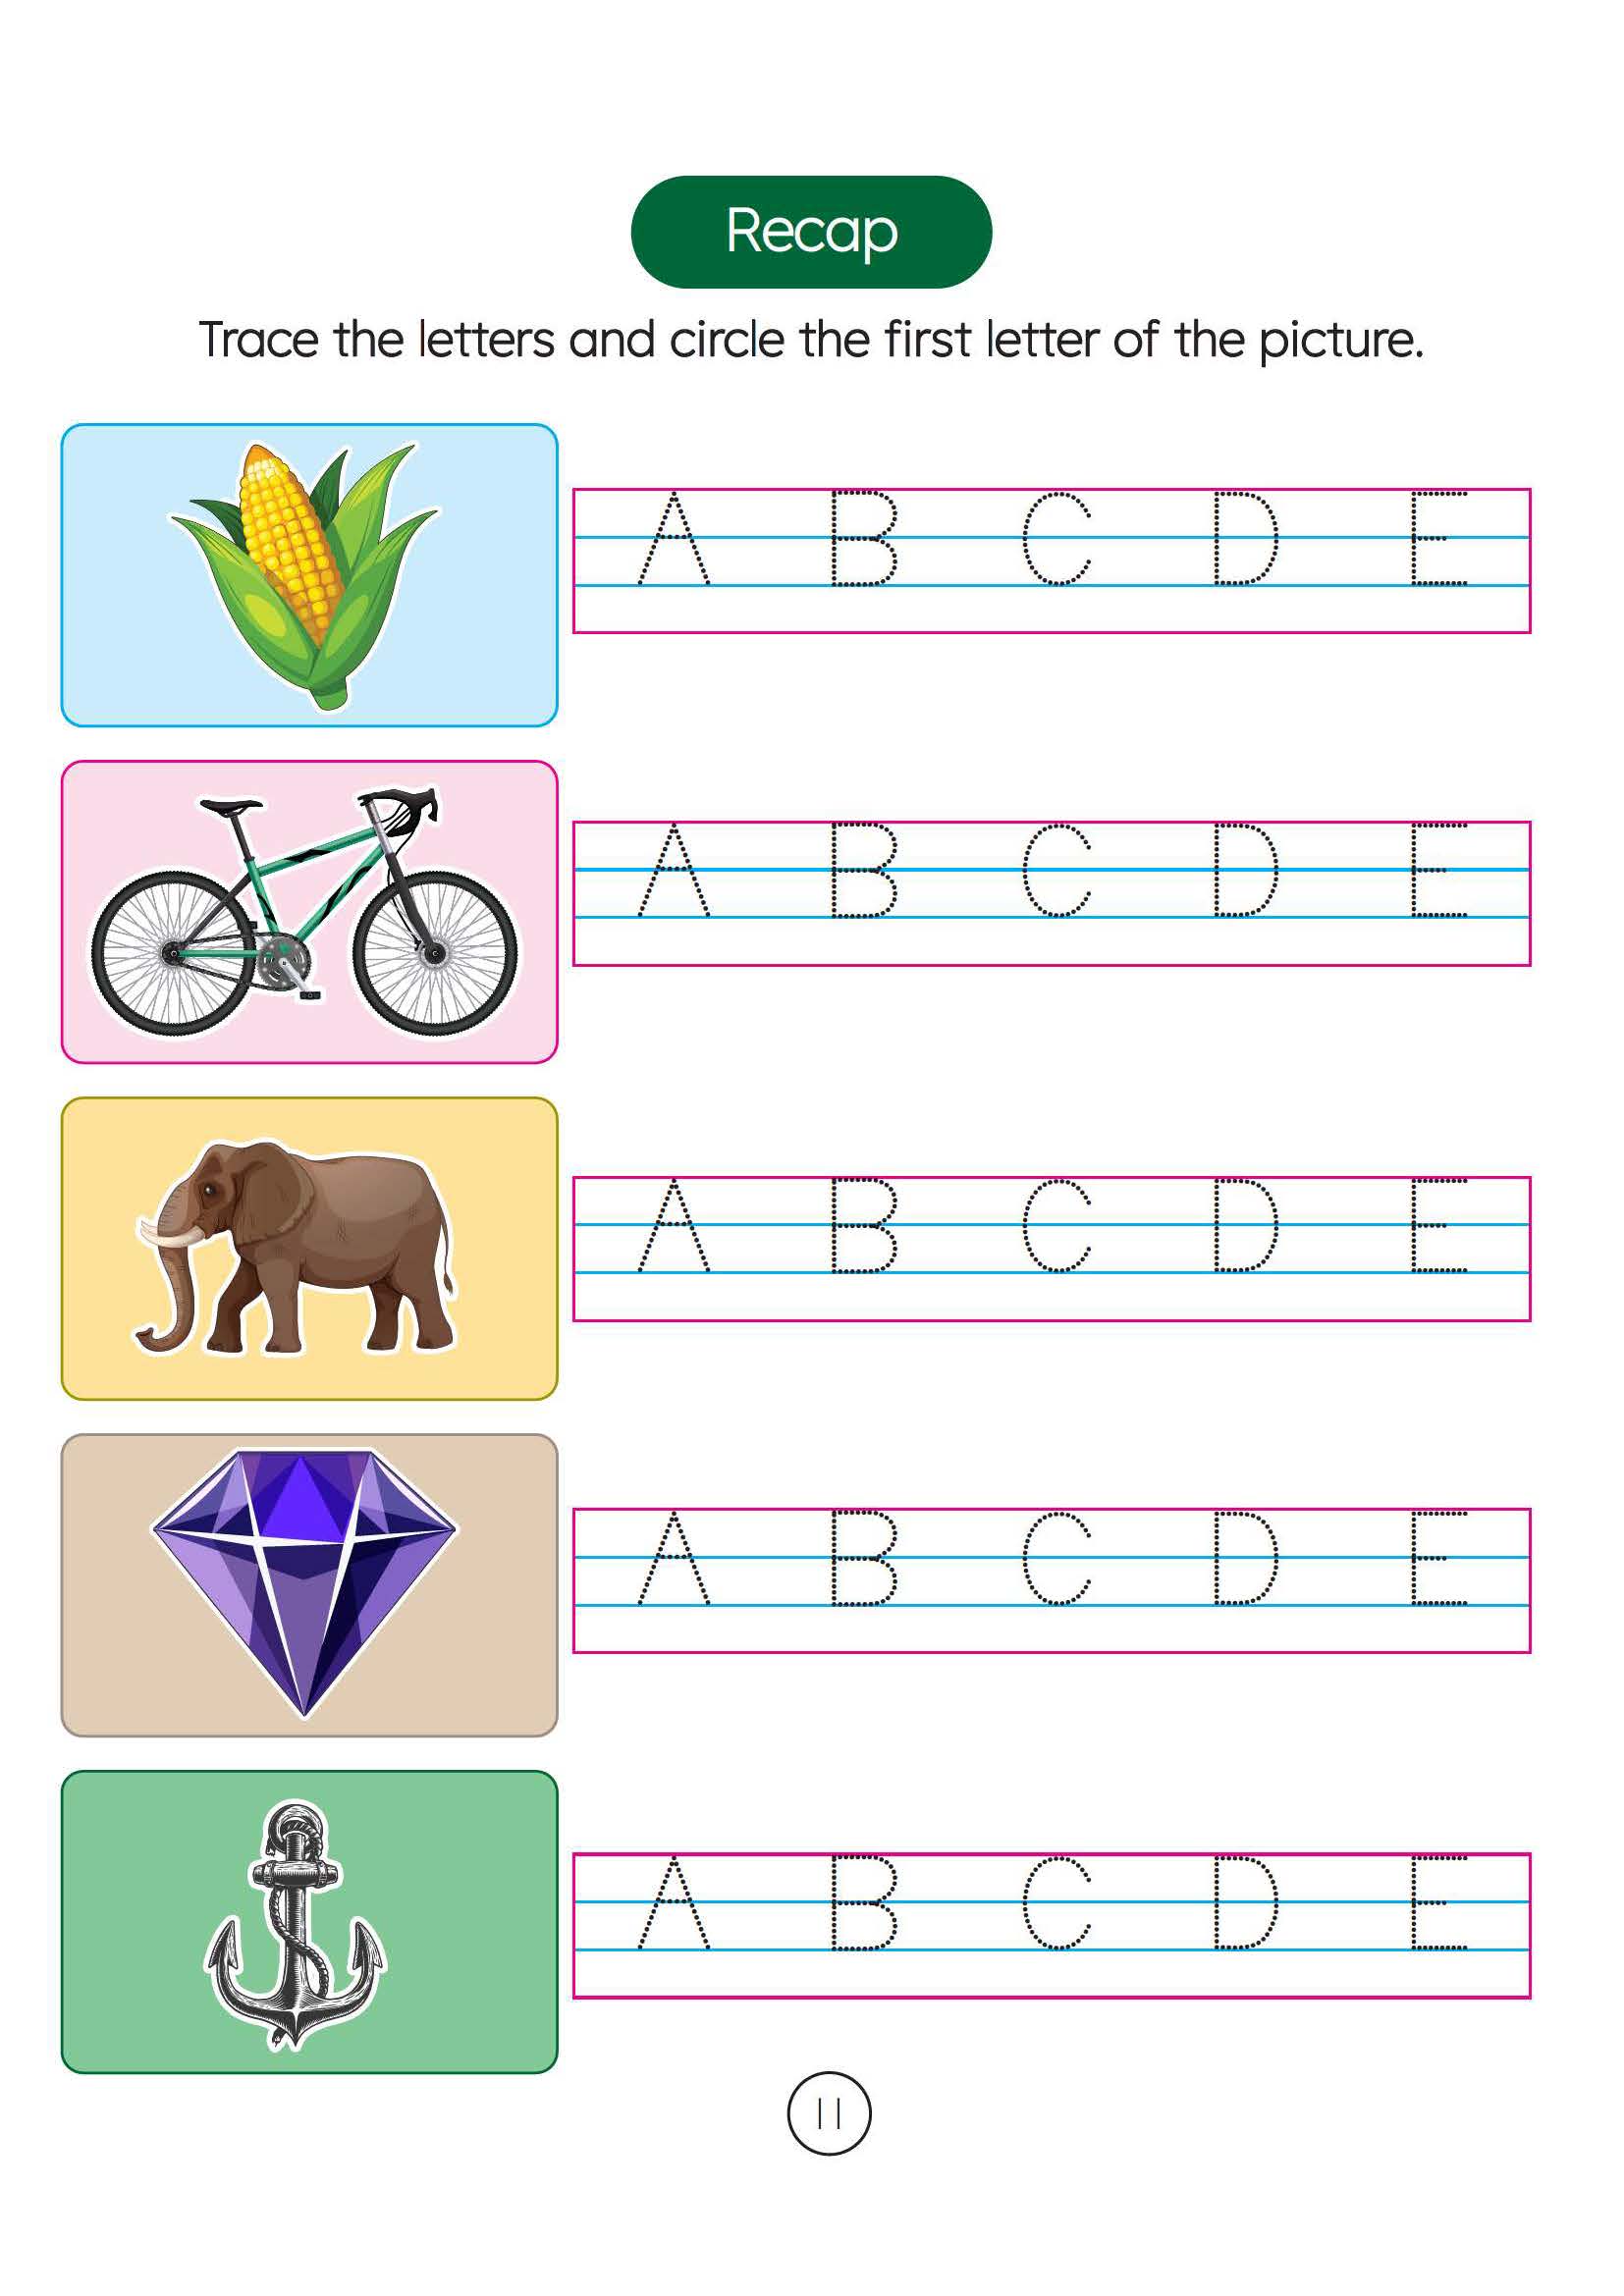 Recap
Trace the letters and circle the first letter of the picture.
A B C D E
A B C D E
A B C D E
A B C D E
A B C D E
11